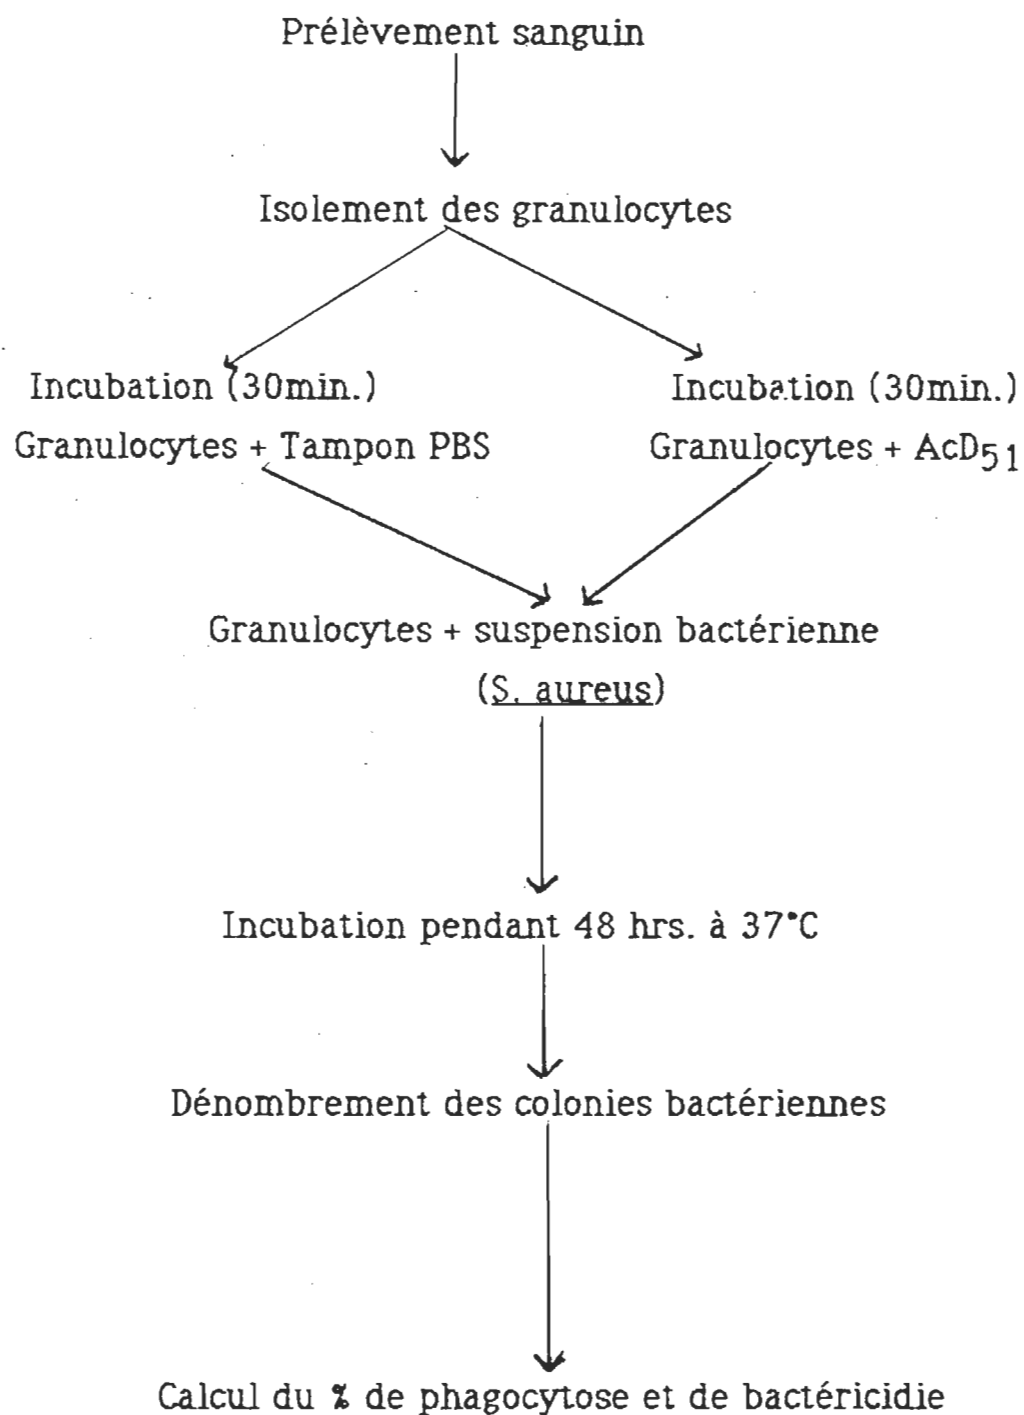 Prélèvement sanguin
Isolement des granulocytes
Incubation (30min.)
Granulocytes + Tampon PBS
Incubation (30min.)
Granulocytes + AcD51
Granulocytes + suspension bactérienne
(S. aureus)
Incubation pendant 48 hrs. à 37°C
Dénombrement des colonies bactériennes
Calcul du % de phagocytose et de bactéricidie